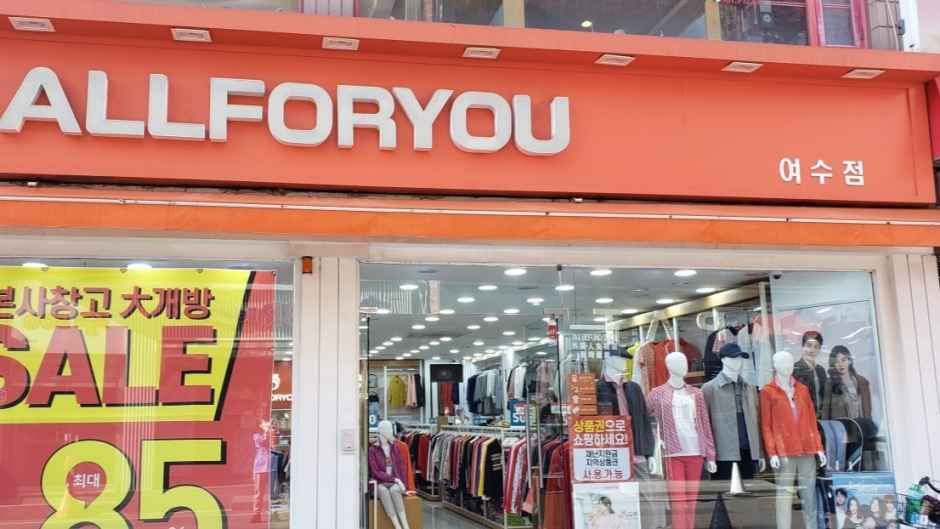 ALLFORYOU
여수점
본사창고 大개방
SALE
최대
85
%
상품권으로
쇼핑하세요!
재난지원금
지역상품권
사용가능